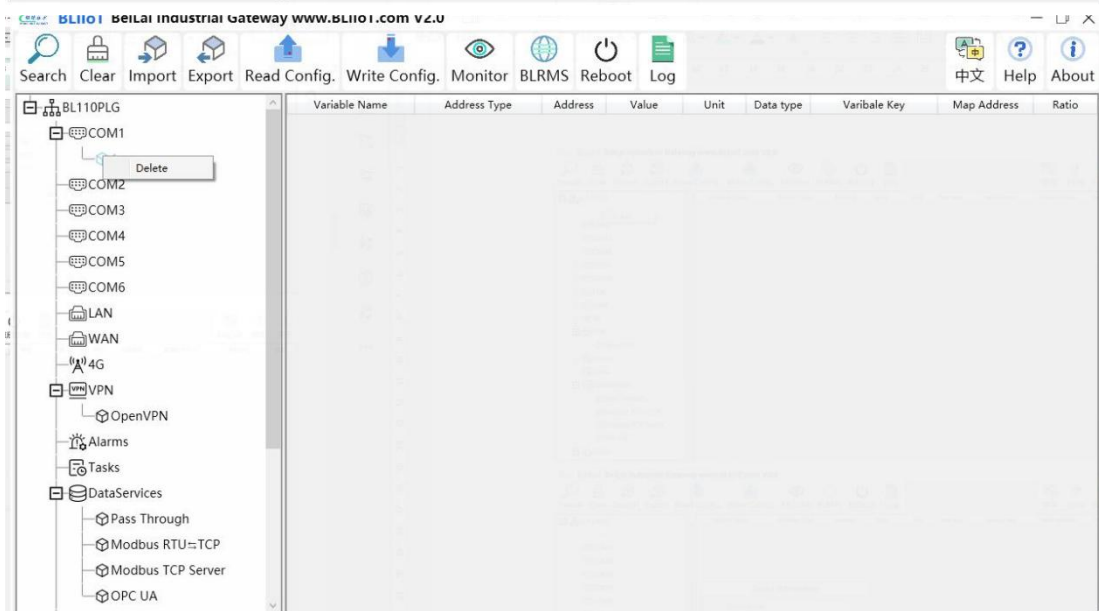 BLIIoT BeiLai Industrial Gateway www.BLIIoT.com V2.0
Search Clear Import Export Read Config. Write Config. Monitor BLRMS Reboot Log 中文 Help About
BL110PLG
Variable Name Address Type Address Value Unit Data type Varibale Key Map Address Ratio
COM1
Delete
COM2
COM3
COM4
COM5
COM6
LAN
WAN
4G
VPN
OpenVPN
Alarms
Tasks
DataServices
Pass Through
Modbus RTU⇆TCP
Modbus TCP Server
OPC UA